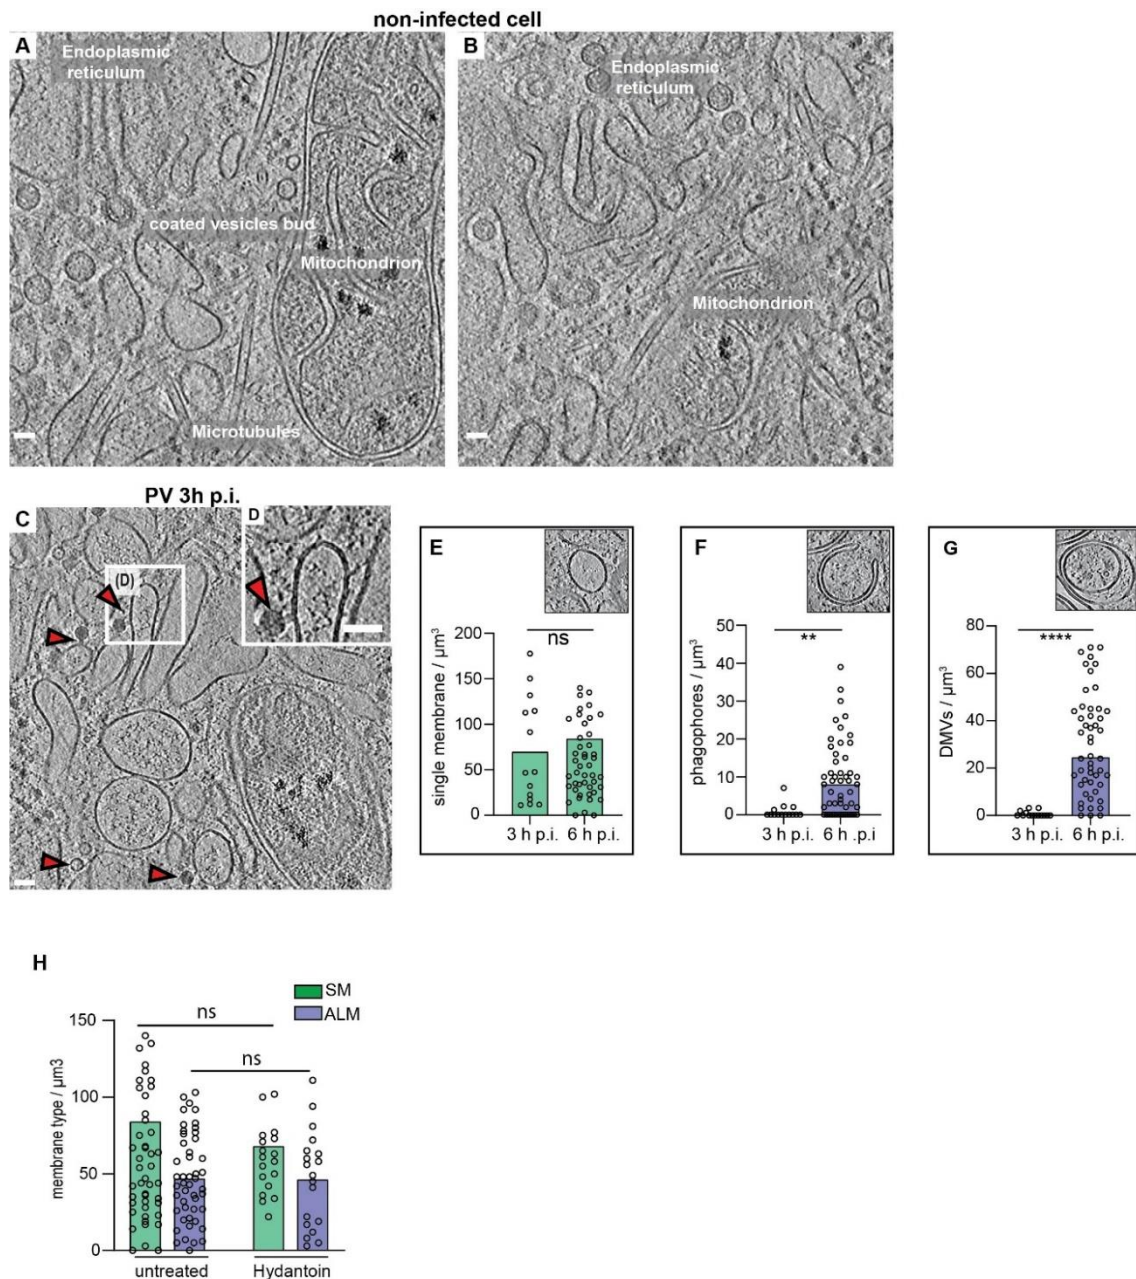 non-infected cell
A
Endoplasmic
reticulum
coated vesicles bud
Mitochondrion
Microtubules
B
Endoplasmic
reticulum
Mitochondrion
PV 3h p.i.
C
(D)
D
E
ns
single membrane / µm³
200
150
100
50
0
3 h p.i.
6 h p.i.
F
**
phagophores / µm³
50
40
30
20
10
0
3 h p.i.
6 h .p.i
G
****
DMVs / µm³
80
60
40
20
0
3 h p.i.
6 h p.i.
H
SM
ALM
ns
ns
membrane type / µm3
150
100
50
0
untreated
Hydantoin